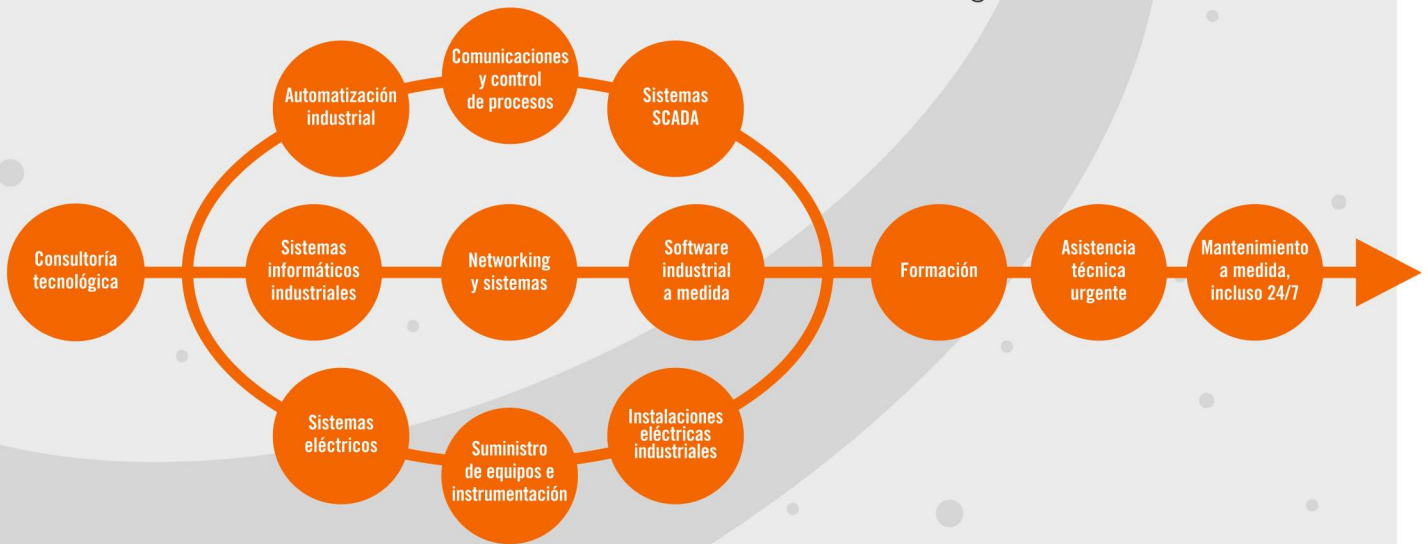 Comunicaciones
y control
de procesos
Automatización
industrial
Sistemas
SCADA
Consultoría
tecnológica
Sistemas
informáticos
industriales
Networking
y sistemas
Software
industrial
a medida
Formación
Asistencia
técnica
urgente
Mantenimiento
a medida,
incluso 24/7
Sistemas
eléctricos
Suministro
de equipos e
instrumentación
Instalaciones
eléctricas
industriales